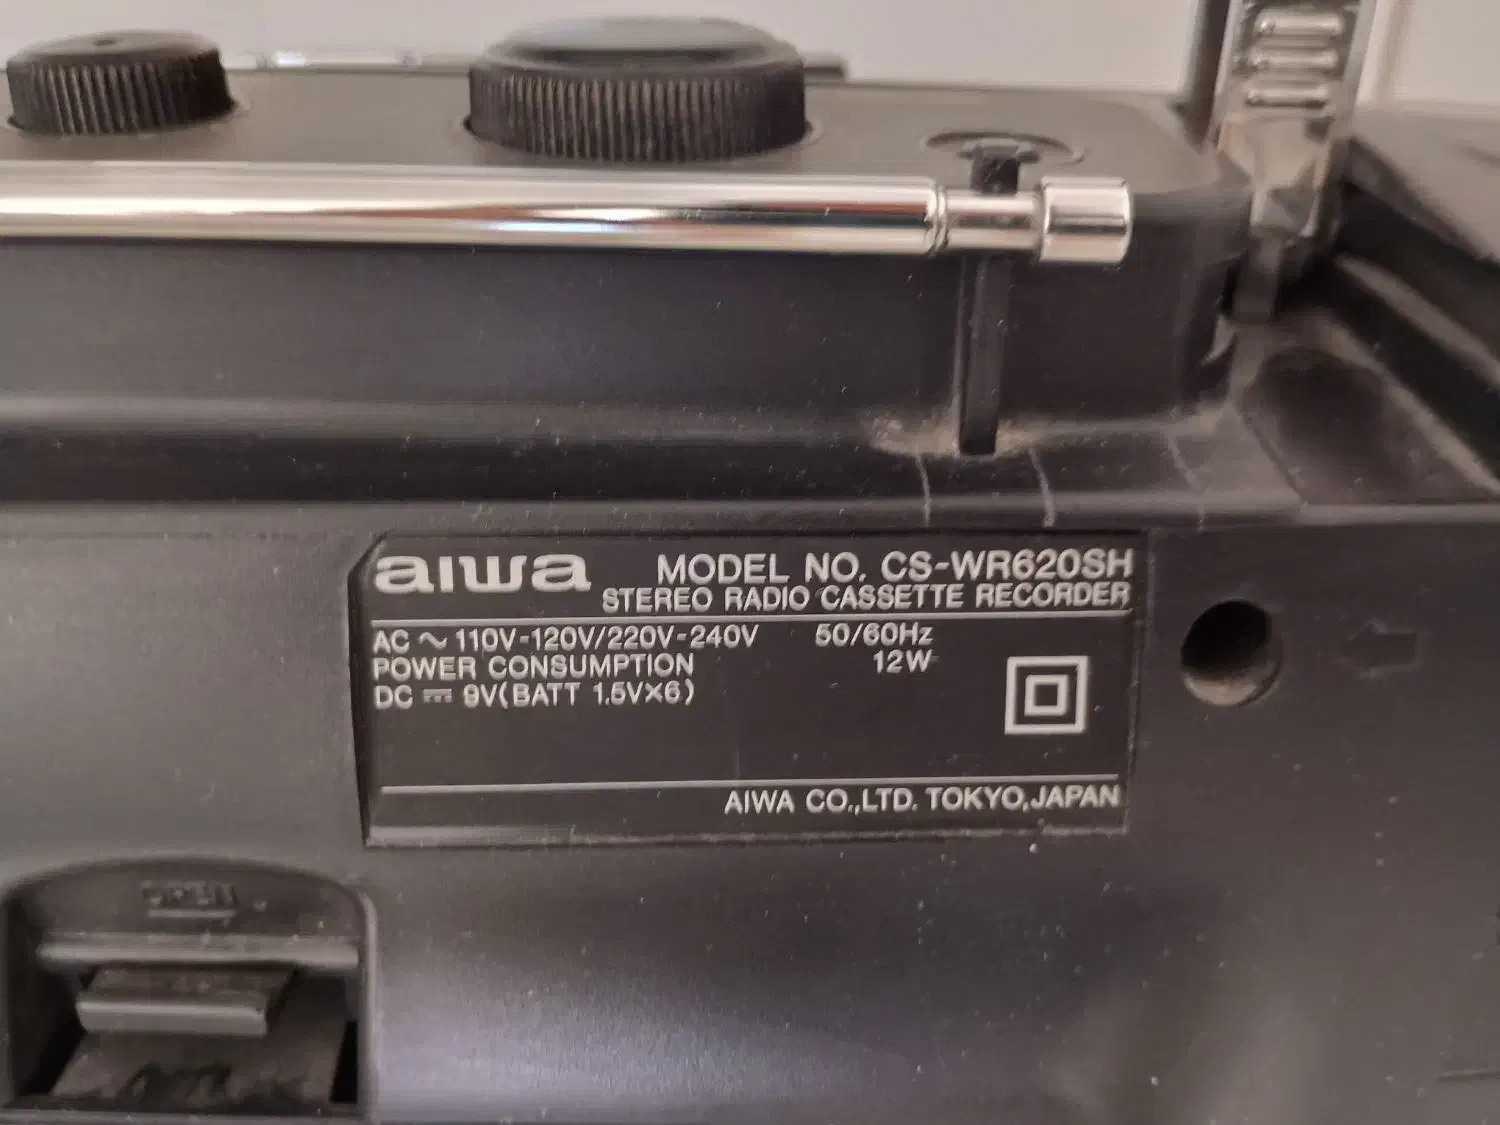 aiwa MODEL NO. CS-WR620SH
STEREO RADIO CASSETTE RECORDER
AC ~ 110V-120V/220V-240V 50/60Hz
POWER CONSUMPTION 12W
DC ⎓ 9V(BATT 1.5V×6)
AIWA CO.,LTD. TOKYO,JAPAN
OPEN